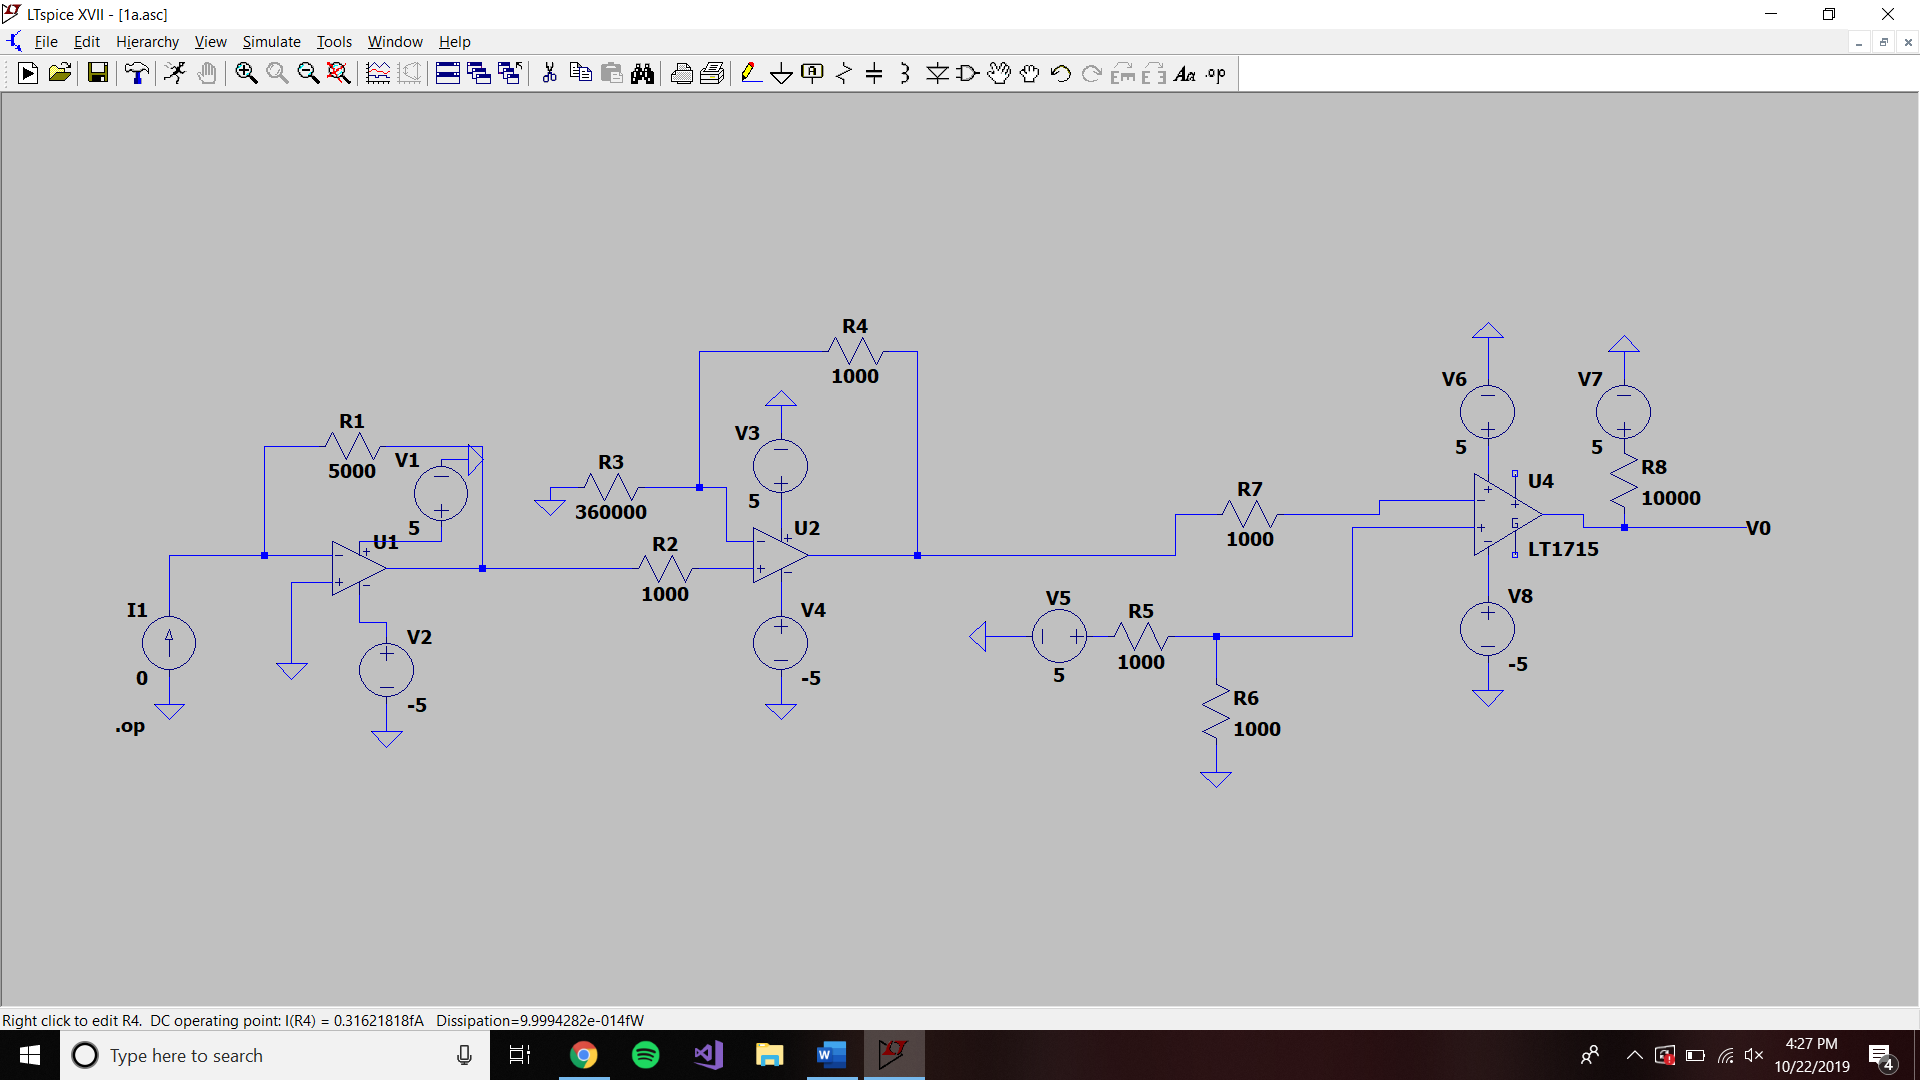 LTspice XVII - [1a.asc]
File Edit Hierarchy View Simulate Tools Window Help
.op
R4
1000
R1
5000
V1
5
U1
V3
5
R3
360000
U2
R2
1000
I1
0
.op
V2
-5
V4
-5
V6
5
V7
5
R8
10000
U4
LT1715
V0
R7
1000
V5
5
R5
1000
R6
1000
V8
-5
Right click to edit R4. DC operating point: I(R4) = 0.31621818fA Dissipation=9.9994282e-014fW
Type here to search
4:27 PM
10/22/2019
4